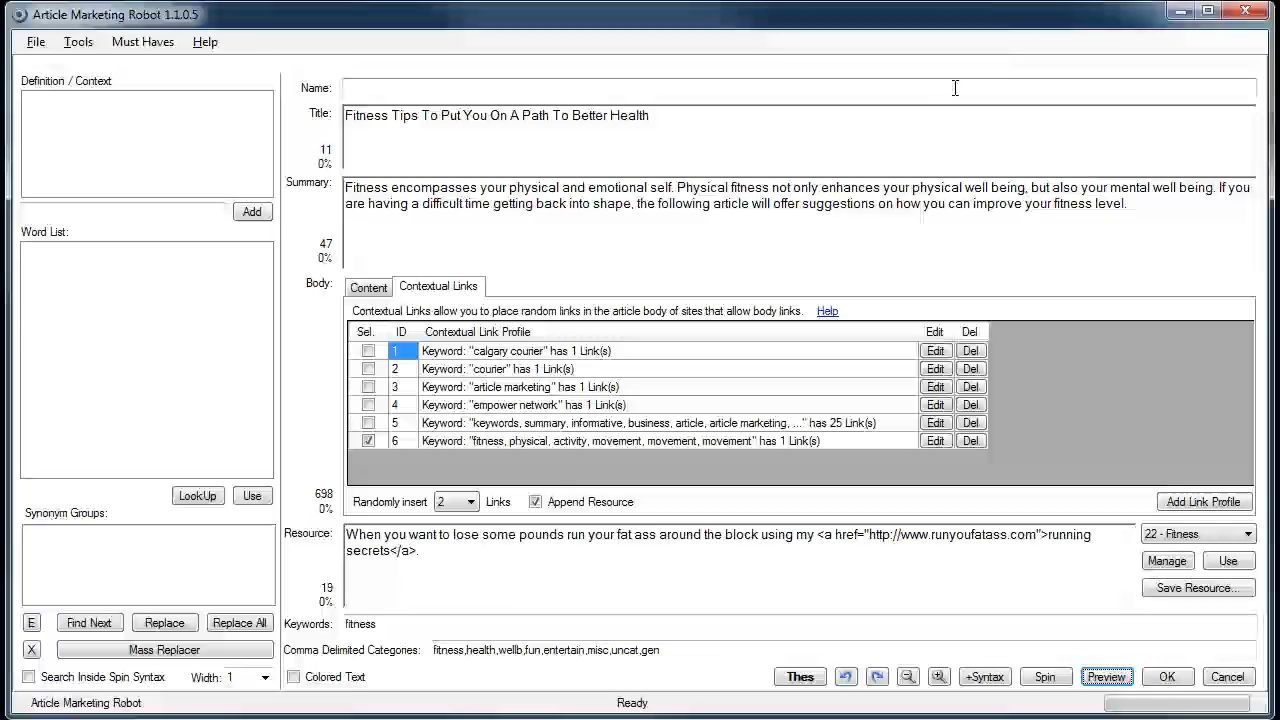 Article Marketing Robot 1.1.0.5
File Tools Must Haves Help
Definition / Context
Add
Word List:
LookUp Use
Synonym Groups:
E Find Next Replace Replace All
X Mass Replacer
Search Inside Spin Syntax Width: 1
Name:
Title: Fitness Tips To Put You On A Path To Better Health
11
0%
Summary: Fitness encompasses your physical and emotional self. Physical fitness not only enhances your physical well being, but also your mental well being. If you
are having a difficult time getting back into shape, the following article will offer suggestions on how you can improve your fitness level.
47
0%
Body: Content Contextual Links
Contextual Links allow you to place random links in the article body of sites that allow body links. Help
Sel. ID Contextual Link Profile Edit Del
1 Keyword: "calgary courier" has 1 Link(s) Edit Del
2 Keyword: "courier" has 1 Link(s) Edit Del
3 Keyword: "article marketing" has 1 Link(s) Edit Del
4 Keyword: "empower network" has 1 Link(s) Edit Del
5 Keyword: "keywords, summary, informative, business, article, article marketing, ..." has 25 Link(s) Edit Del
6 Keyword: "fitness, physical, activity, movement, movement, movement" has 1 Link(s) Edit Del
698
0%
Randomly insert 2 Links Append Resource Add Link Profile
Resource: When you want to lose some pounds run your fat ass around the block using my <a href="http://www.runyoufatass.com">running
secrets</a>.
19
0%
22 - Fitness
Manage Use
Save Resource...
Keywords: fitness
Comma Delimited Categories: fitness,health,wellb,fun,entertain,misc,uncat,gen
Colored Text Thes +Syntax Spin Preview OK Cancel
Article Marketing Robot Ready